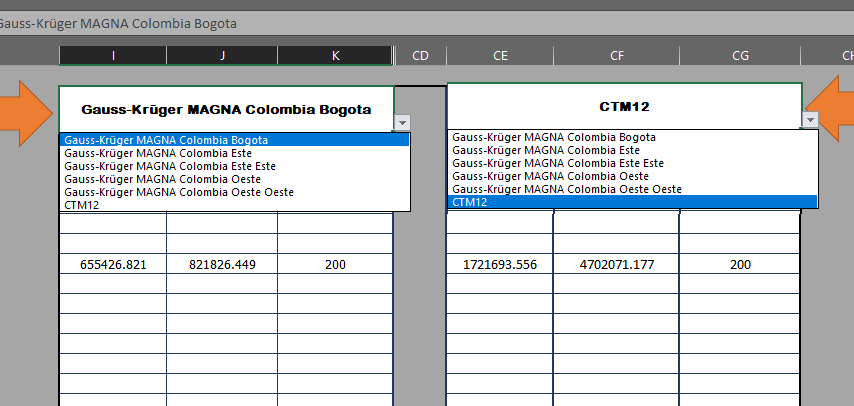 Gauss-Krüger MAGNA Colombia Bogota
I J K CD CE CF CG CH
Gauss-Krüger MAGNA Colombia Bogota
CTM12
Gauss-Krüger MAGNA Colombia Bogota
Gauss-Krüger MAGNA Colombia Este
Gauss-Krüger MAGNA Colombia Este Este
Gauss-Krüger MAGNA Colombia Oeste
Gauss-Krüger MAGNA Colombia Oeste Oeste
CTM12
Gauss-Krüger MAGNA Colombia Bogota
Gauss-Krüger MAGNA Colombia Este
Gauss-Krüger MAGNA Colombia Este Este
Gauss-Krüger MAGNA Colombia Oeste
Gauss-Krüger MAGNA Colombia Oeste Oeste
CTM12
655426.821 821826.449 200 1721693.556 4702071.177 200